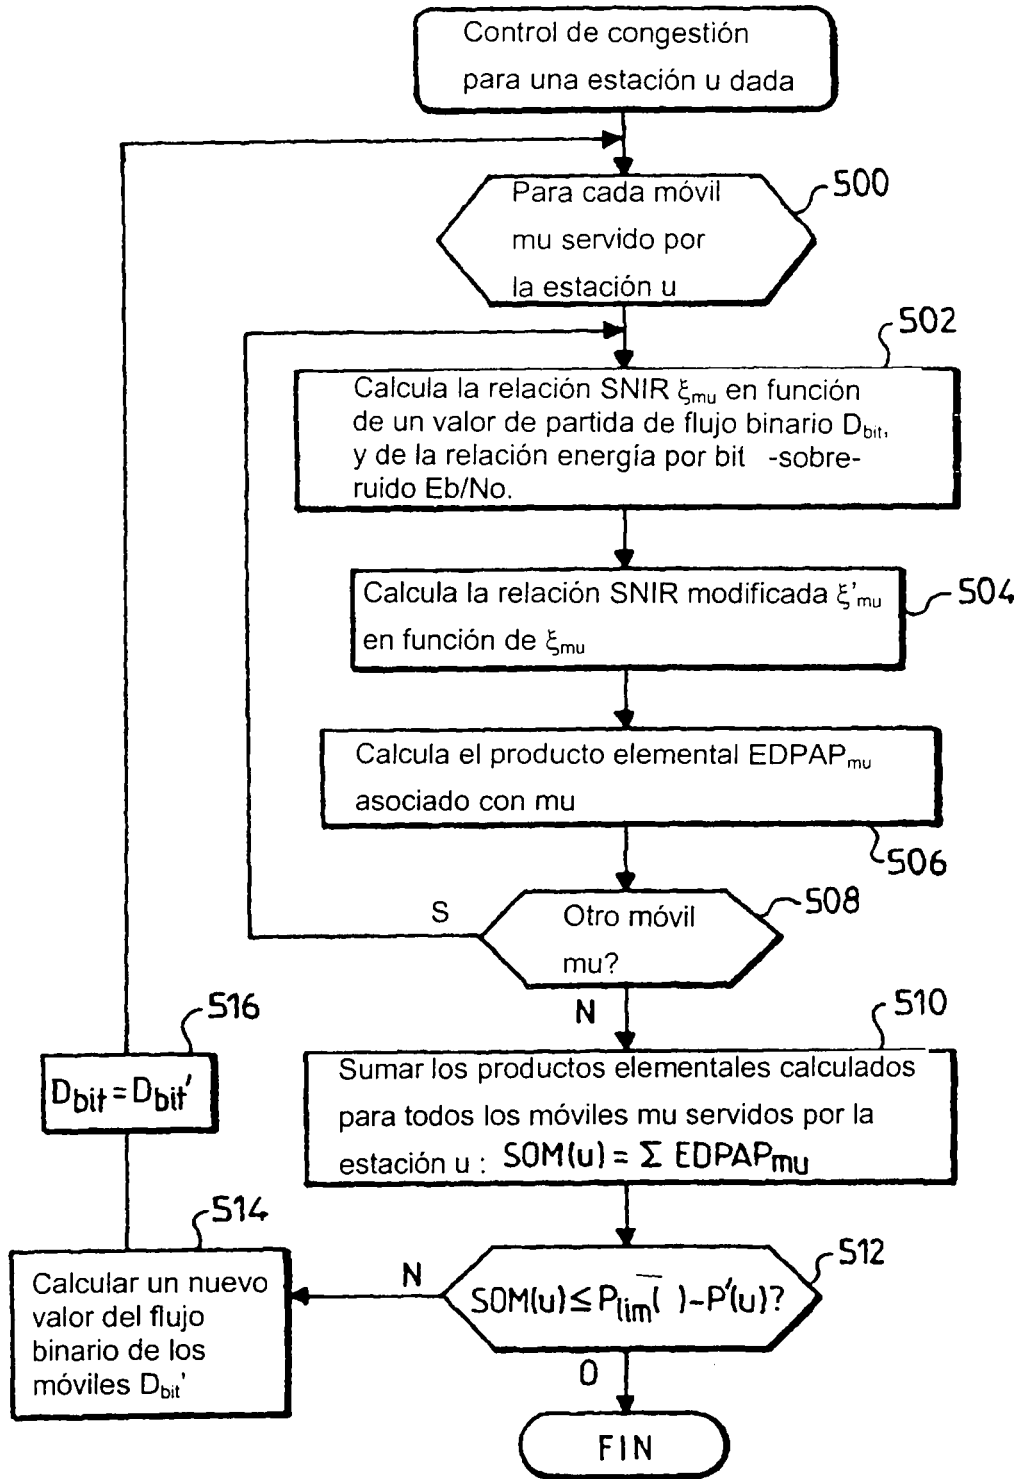 Control de congestión
para una estación u dada
500
Para cada móvil
mu servido por
la estación u
502
Calcula la relación SNIR ξmu en función
de un valor de partida de flujo binario Dbit,
y de la relación energía por bit -sobre-
ruido Eb/No.
504
Calcula la relación SNIR modificada ξ'mu
en función de ξmu
Calcula el producto elemental EDPAPmu
asociado con mu
506
508
S
Otro móvil
mu?
N
510
Sumar los productos elementales calculados
para todos los móviles mu servidos por la
estación u : SOM(u) = Σ EDPAPmu
516
Dbit = Dbit'
514
Calcular un nuevo
valor del flujo
binario de los
móviles Dbit'
N
512
SOM(u) ≤ Plim( ) – P'(u)?
O
FIN